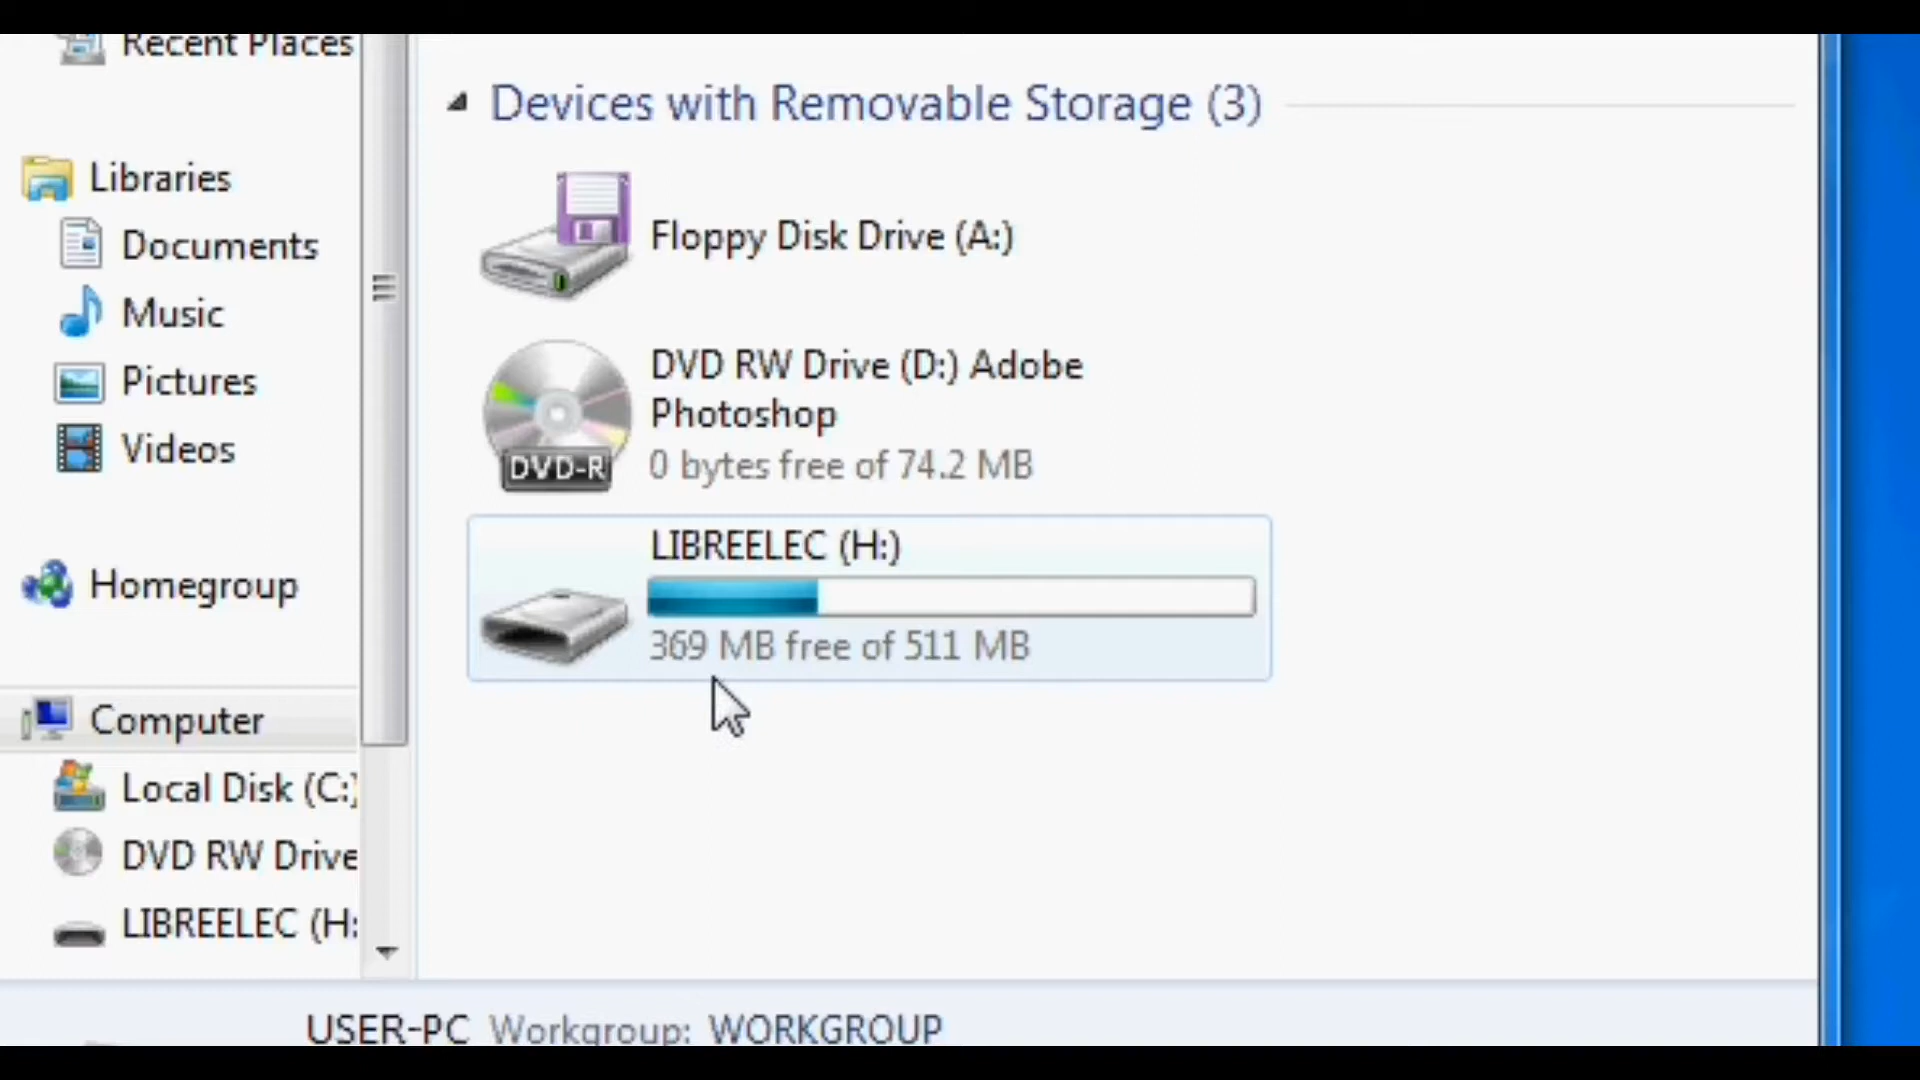 Recent Places
Libraries
Documents
Music
Pictures
Videos
Homegroup
Computer
Local Disk (C:)
DVD RW Drive
LIBREELEC (H:
Devices with Removable Storage (3)
Floppy Disk Drive (A:)
DVD RW Drive (D:) Adobe
Photoshop
0 bytes free of 74.2 MB
DVD-R
LIBREELEC (H:)
369 MB free of 511 MB
USER-PC Workgroup: WORKGROUP